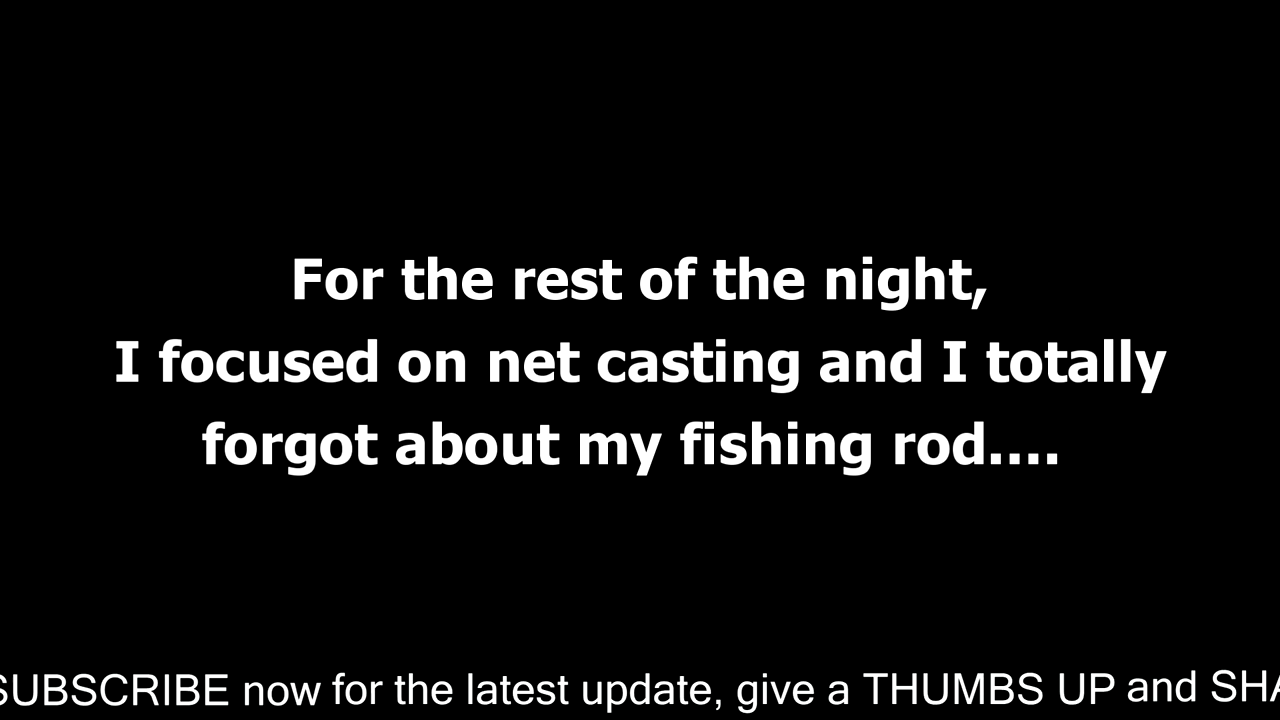 For the rest of the night,
I focused on net casting and I totally
forgot about my fishing rod....
SUBSCRIBE now for the latest update, give a THUMBS UP and SHA